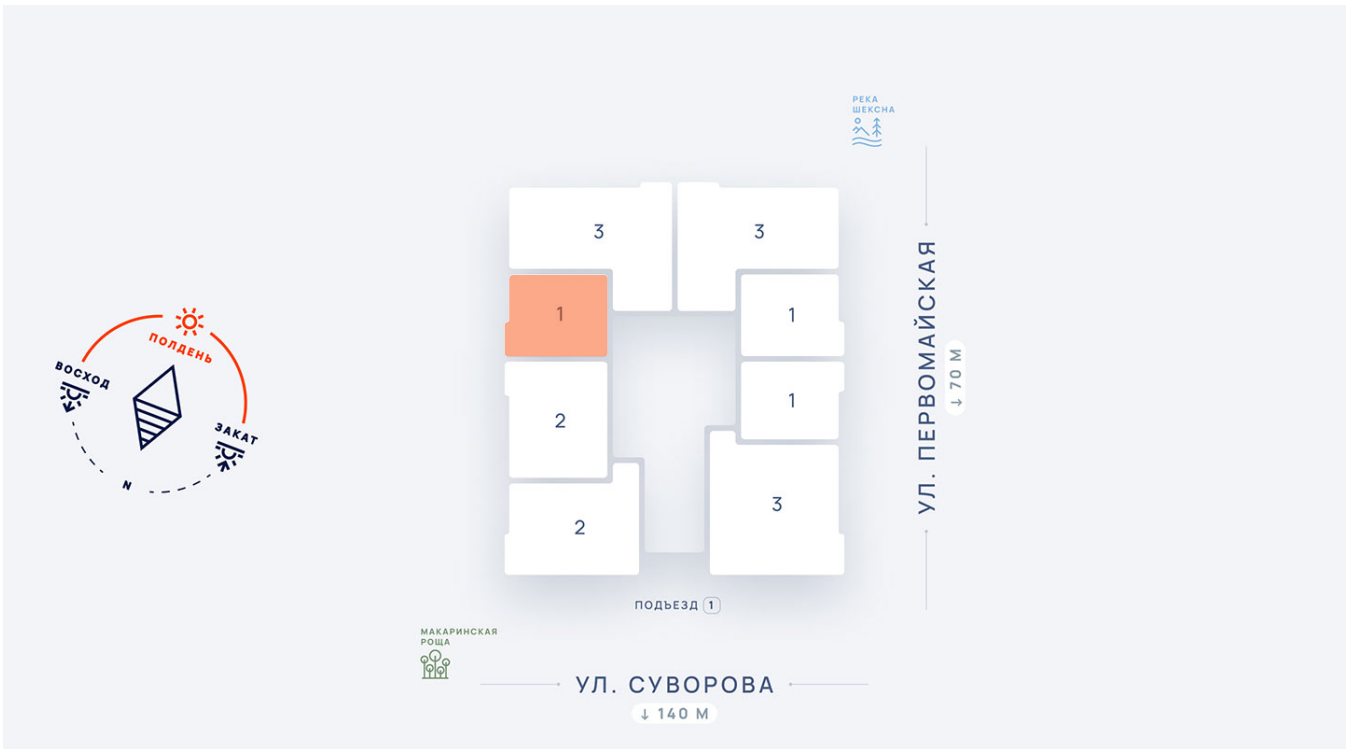 РЕКА
ШЕКСНА
3
3
1
1
УЛ. ПЕРВОМАЙСКАЯ
↓ 70 М
ПОЛДЕНЬ
ВОСХОД
ЗАКАТ
N
1
2
3
2
ПОДЪЕЗД 1
МАКАРИНСКАЯ
РОЩА
УЛ. СУВОРОВА
↓ 140 М